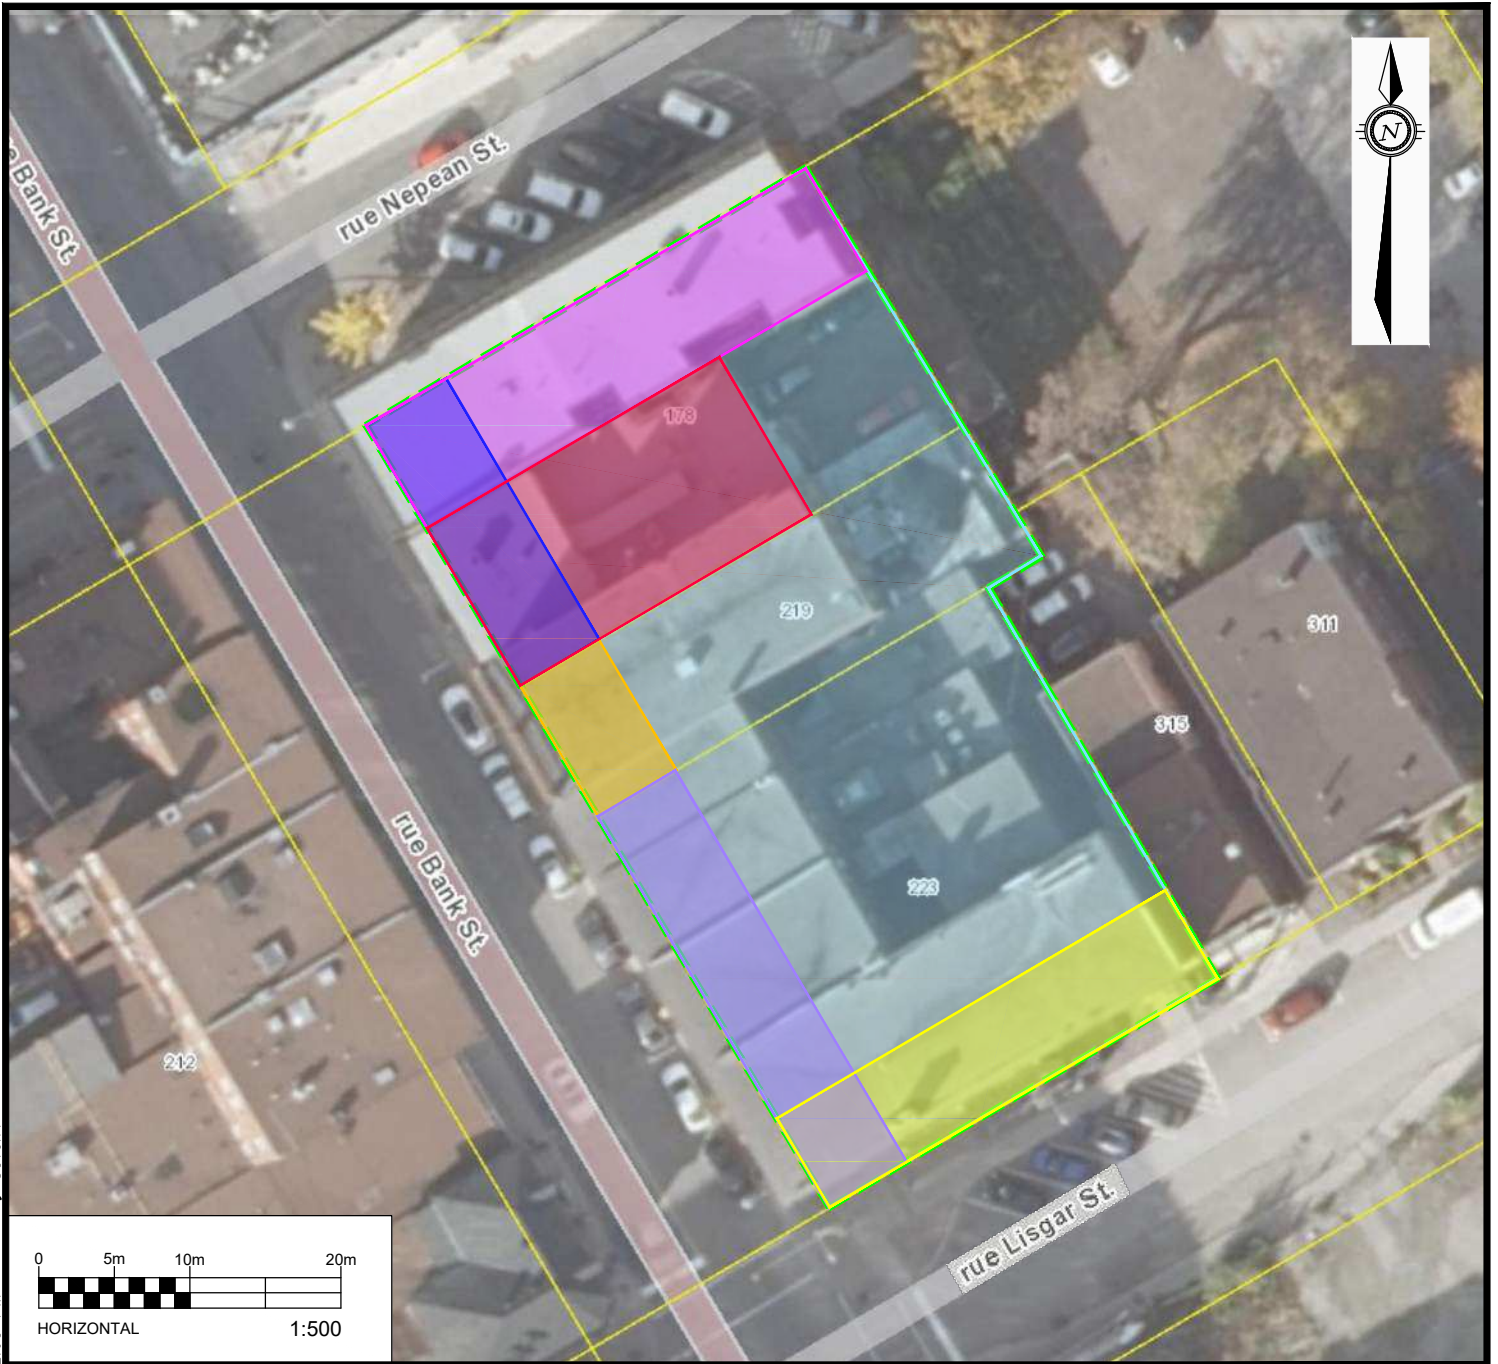 rue Nepean St.
Bank St.
N
178
219
311
315
rue Bank St.
223
212
rue Lisgar St.
0 5m 10m 20m
HORIZONTAL 1:500